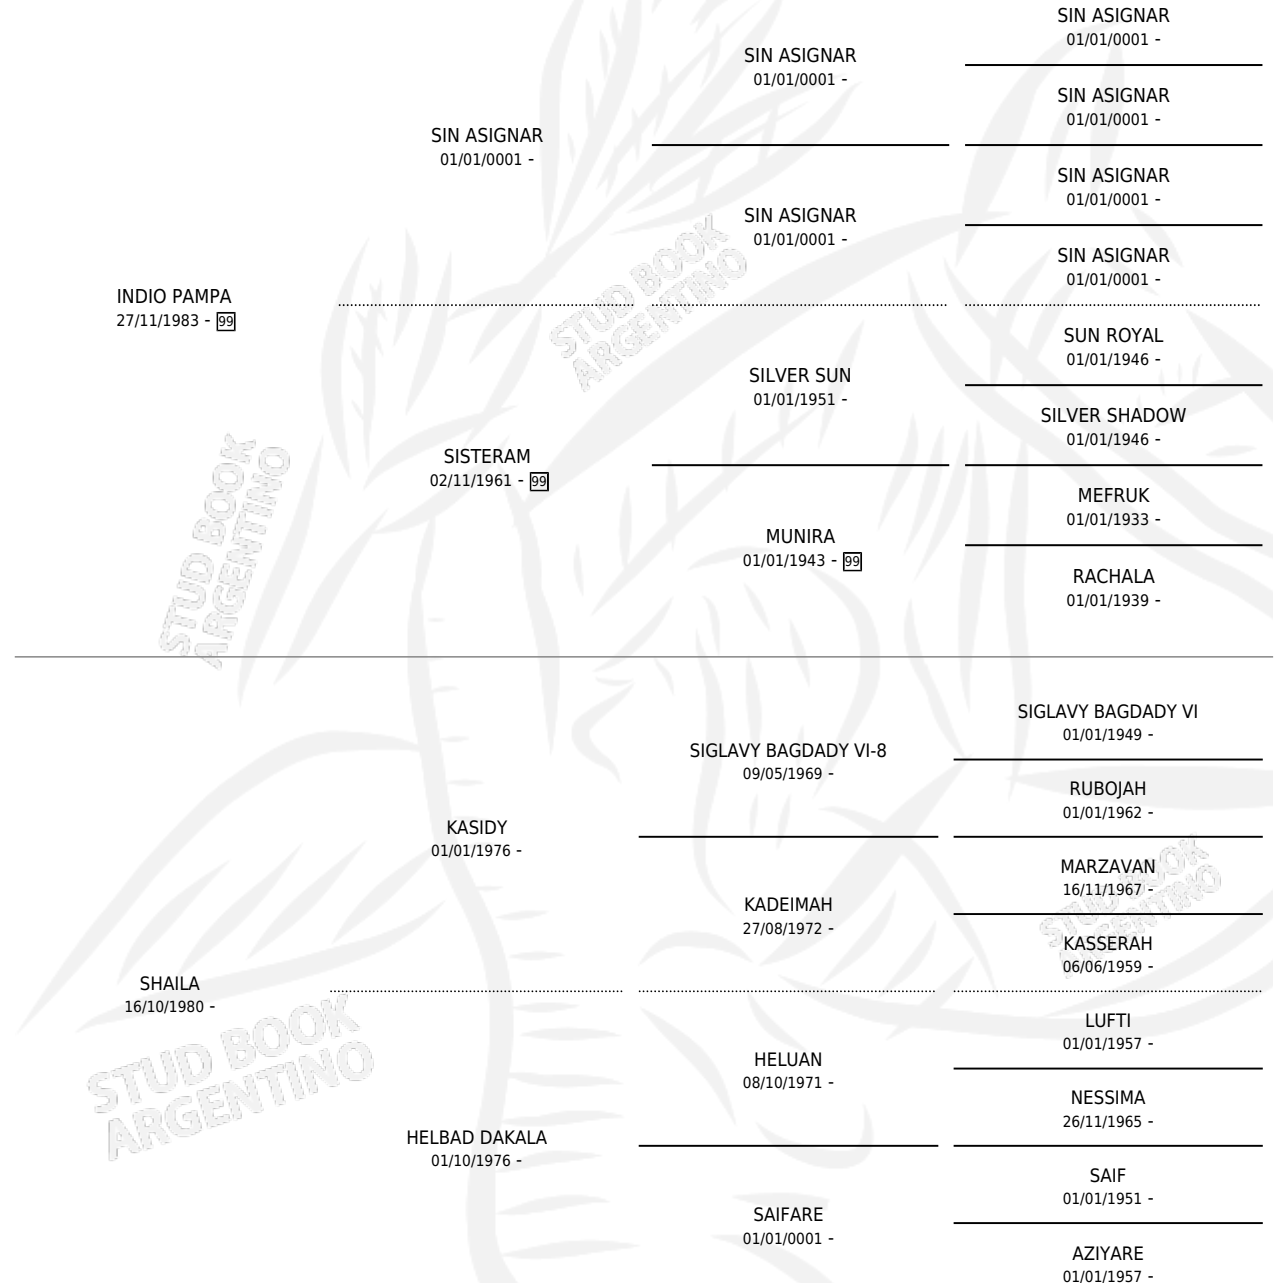 SIN ASIGNAR
01/01/0001 -
SIN ASIGNAR
01/01/0001 -
SIN ASIGNAR
01/01/0001 -
SIN ASIGNAR
01/01/0001 -
SIN ASIGNAR
01/01/0001 -
SIN ASIGNAR
01/01/0001 -
SIN ASIGNAR
01/01/0001 -
STUD BOOK
ARGENTINO
INDIO PAMPA
27/11/1983 - 99
SUN ROYAL
01/01/1946 -
SILVER SUN
01/01/1951 -
SILVER SHADOW
01/01/1946 -
SISTERAM
02/11/1961 - 99
MEFRUK
01/01/1933 -
MUNIRA
01/01/1943 - 99
RACHALA
01/01/1939 -
STUD BOOK
ARGENTINO
SIGLAVY BAGDADY VI
01/01/1949 -
SIGLAVY BAGDADY VI-8
09/05/1969 -
RUBOJAH
01/01/1962 -
KASIDY
01/01/1976 -
MARZAVAN
16/11/1967 -
KADEIMAH
27/08/1972 -
KASSERAH
06/06/1959 -
STUD BOOK
ARGENTINO
SHAILA
16/10/1980 -
LUFTI
01/01/1957 -
HELUAN
08/10/1971 -
NESSIMA
26/11/1965 -
STUD BOOK
ARGENTINO
HELBAD DAKALA
01/10/1976 -
SAIF
01/01/1951 -
SAIFARE
01/01/0001 -
AZIYARE
01/01/1957 -